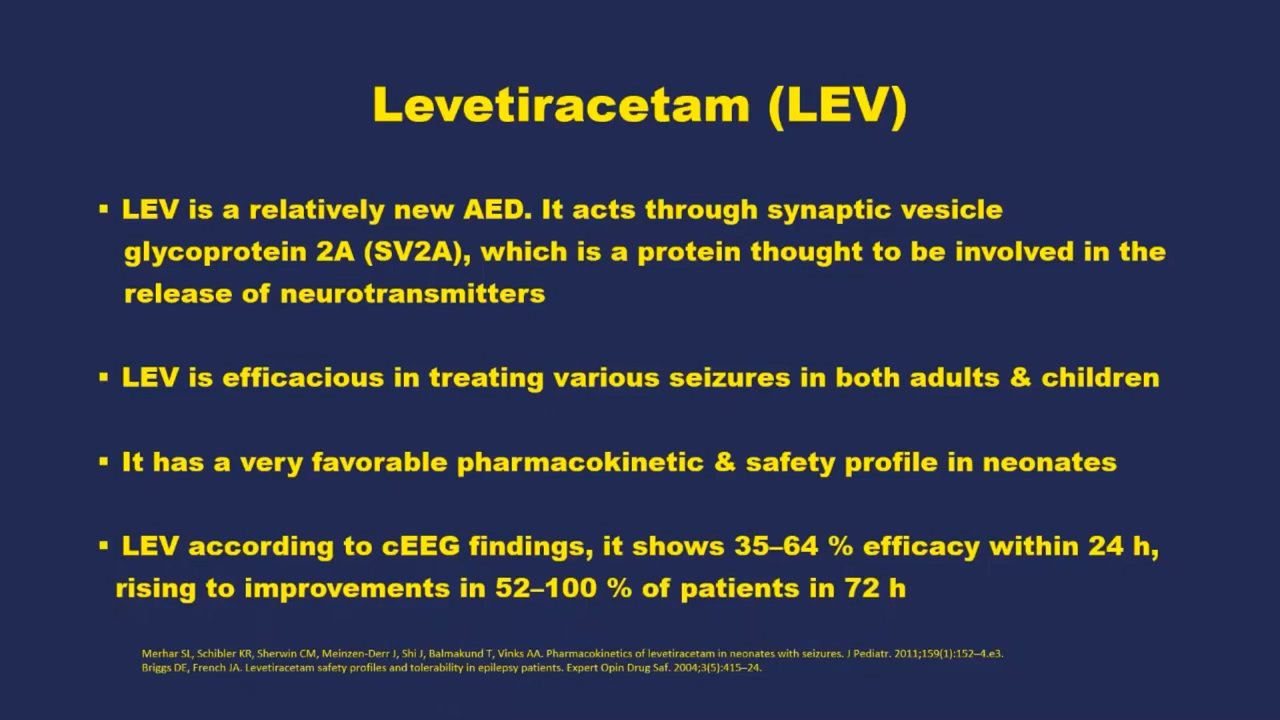 Levetiracetam (LEV)
▪ LEV is a relatively new AED. It acts through synaptic vesicle
glycoprotein 2A (SV2A), which is a protein thought to be involved in the
release of neurotransmitters
▪ LEV is efficacious in treating various seizures in both adults & children
▪ It has a very favorable pharmacokinetic & safety profile in neonates
▪ LEV according to cEEG findings, it shows 35–64 % efficacy within 24 h,
rising to improvements in 52–100 % of patients in 72 h
Merhar SL, Schibler KR, Sherwin CM, Meinzen-Derr J, Shi J, Balmakund T, Vinks AA. Pharmacokinetics of levetiracetam in neonates with seizures. J Pediatr. 2011;159(1):152–4.e3.
Briggs DE, French JA. Levetiracetam safety profiles and tolerability in epilepsy patients. Expert Opin Drug Saf. 2004;3(5):415–24.